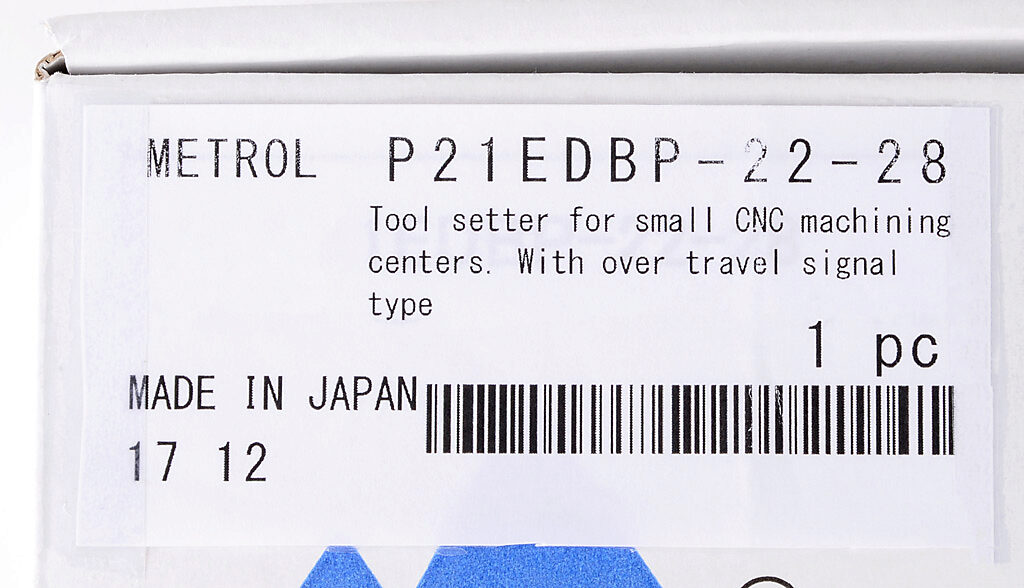 METROL P21EDBP-22-28
Tool setter for small CNC machining
centers. With over travel signal
type
1 pc
MADE IN JAPAN
17 12